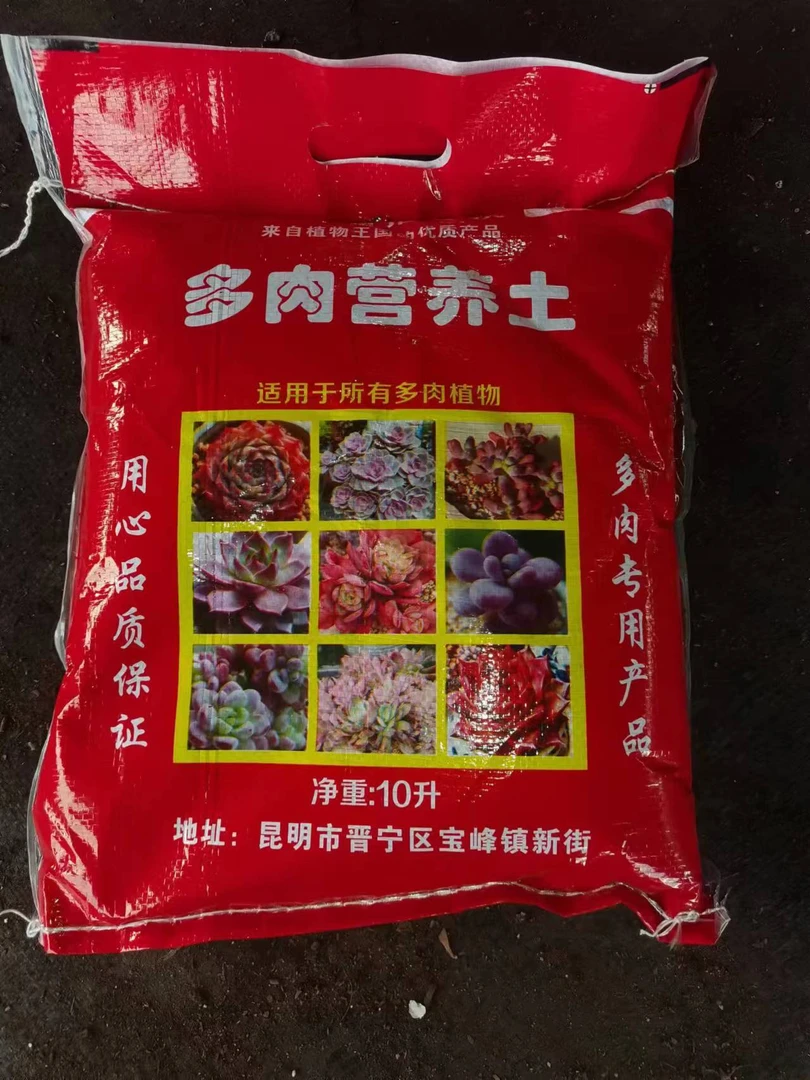 来自植物王国 优质产品
多肉营养土
适用于所有多肉植物
用心品质保证
多肉专用产品
净重:10升
地址：昆明市晋宁区宝峰镇新街